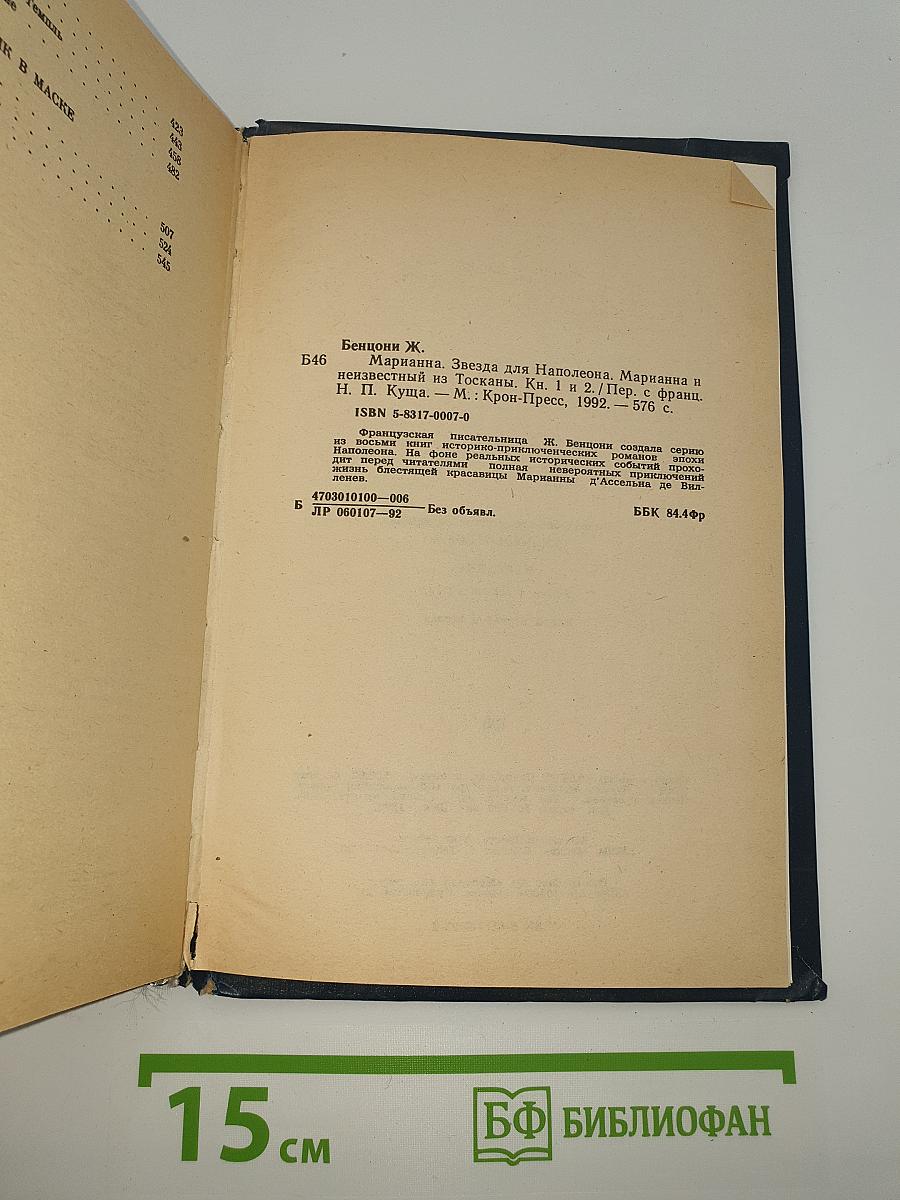 Темпль
В МАСКЕ
423
443
458
482
507
524
545
Бенцони Ж.
Б46 Марианна. Звезда для Наполеона. Марианна и
неизвестный из Тосканы. Кн. 1 и 2. / Пер. с франц.
Н. П. Куща. — М. : Крон-Пресс, 1992. — 576 с.
ISBN 5-8317-0007-0
Французская писательница Ж. Бенцони создала серию
из восьми книг историко-приключенческих романов эпохи
Наполеона. На фоне реальных исторических событий прохо-
дит перед читателями полная невероятных приключений
жизнь блестящей красавицы Марианны д'Ассельна де Вил-
ленев.
Б 4703010100—006
ЛР 060107—92 Без объявл. ББК 84.4Фр
15 см
БФ БИБЛИОФАН